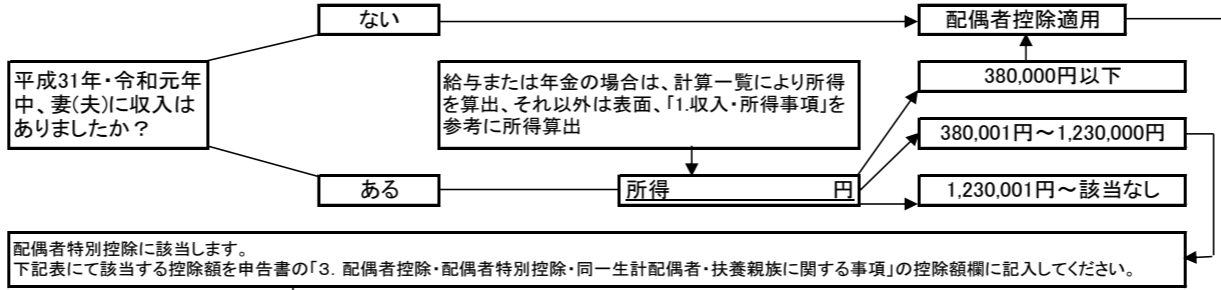 ない
配偶者控除適用
平成31年・令和元年
中、妻(夫)に収入は
ありましたか？
給与または年金の場合は、計算一覧により所得
を算出、それ以外は表面、「1.収入・所得事項」を
参考に所得算出
380,000円以下
380,001円～1,230,000円
ある
所得 円
1,230,001円～該当なし
配偶者特別控除に該当します。
下記表にて該当する控除額を申告書の「３．配偶者控除・配偶者特別控除・同一生計配偶者・扶養親族に関する事項」の控除額欄に記入してください。